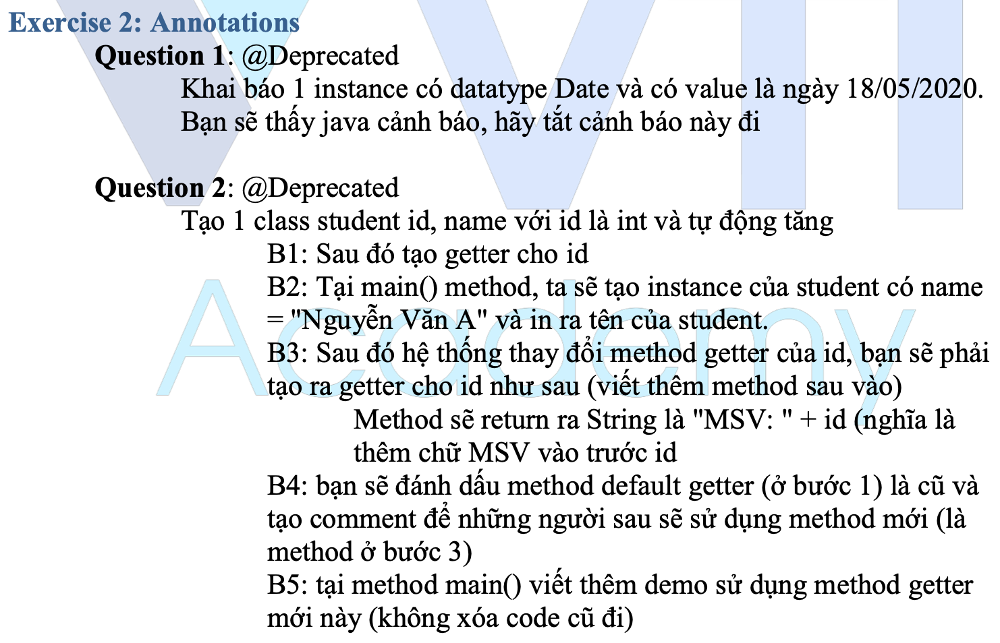 Exercise 2: Annotations
Question 1: @Deprecated
Khai báo 1 instance có datatype Date và có value là ngày 18/05/2020.
Bạn sẽ thấy java cảnh báo, hãy tắt cảnh báo này đi
Question 2: @Deprecated
Tạo 1 class student id, name với id là int và tự động tăng
B1: Sau đó tạo getter cho id
B2: Tại main() method, ta sẽ tạo instance của student có name
= "Nguyễn Văn A" và in ra tên của student.
B3: Sau đó hệ thống thay đổi method getter của id, bạn sẽ phải
tạo ra getter cho id như sau (viết thêm method sau vào)
Method sẽ return ra String là "MSV: " + id (nghĩa là
thêm chữ MSV vào trước id
B4: bạn sẽ đánh dấu method default getter (ở bước 1) là cũ và
tạo comment để những người sau sẽ sử dụng method mới (là
method ở bước 3)
B5: tại method main() viết thêm demo sử dụng method getter
mới này (không xóa code cũ đi)
Academy